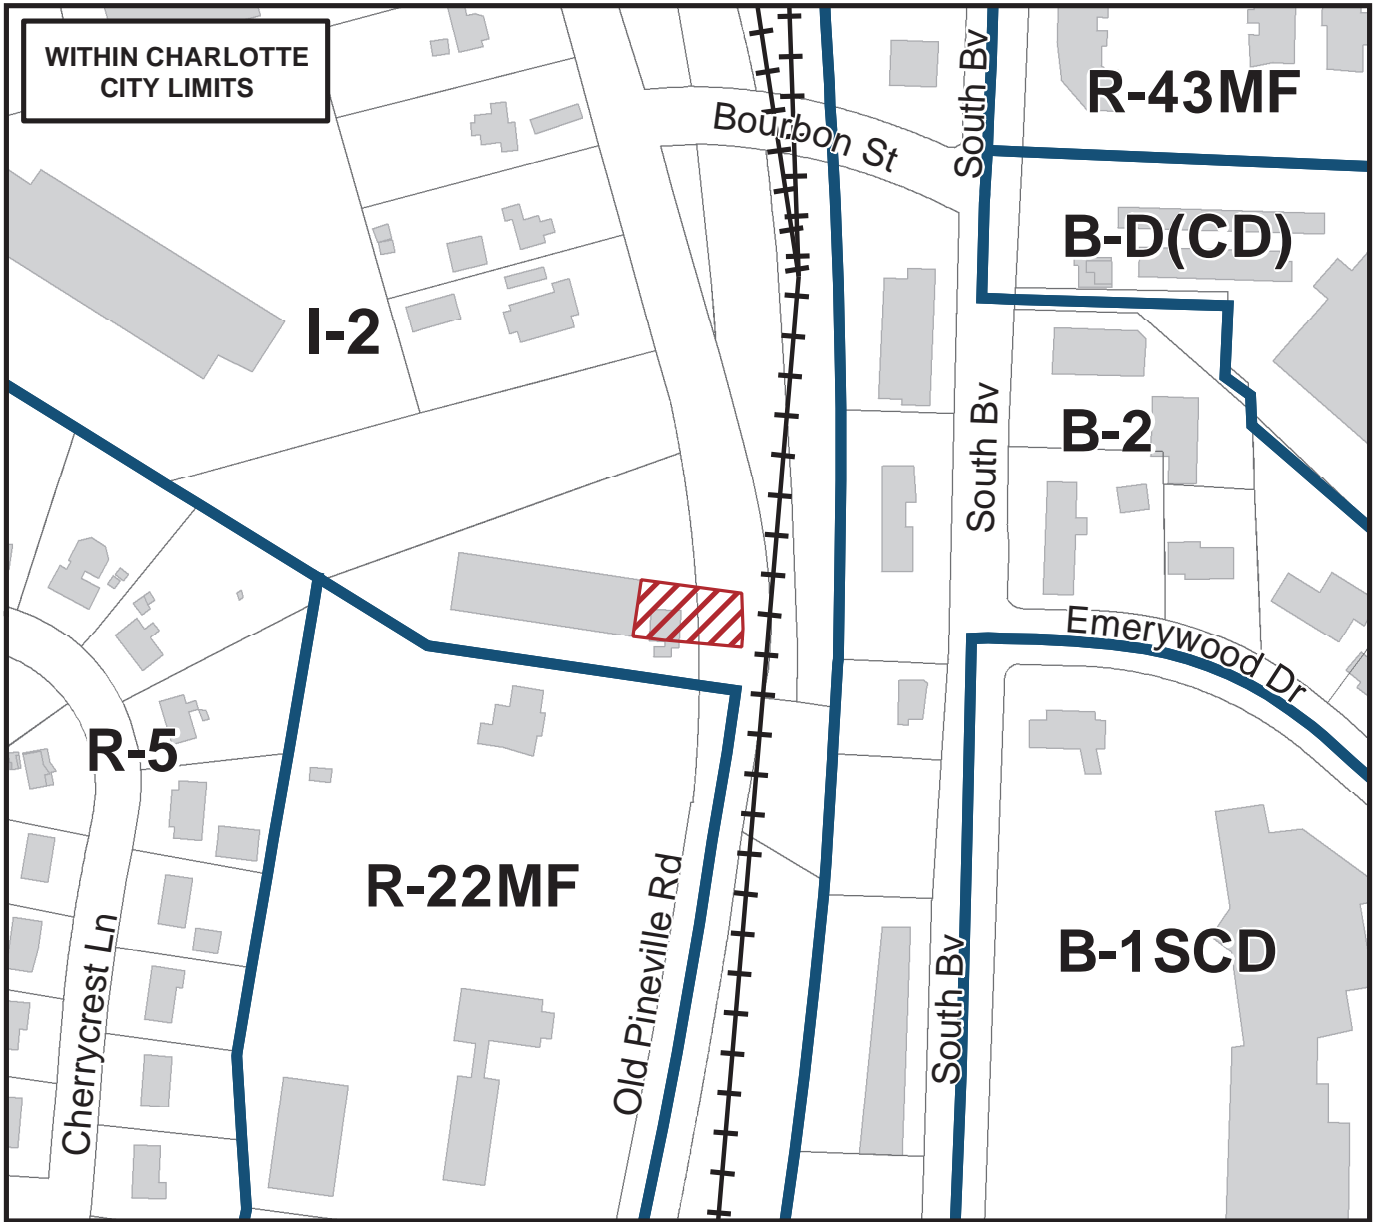 WITHIN CHARLOTTE
CITY LIMITS
South Bv
R-43MF
Bourbon St
B-D(CD)
I-2
South Bv
B-2
Emerywood Dr
R-5
R-22MF
Old Pineville Rd
Cherrycrest Ln
South Bv
B-1SCD